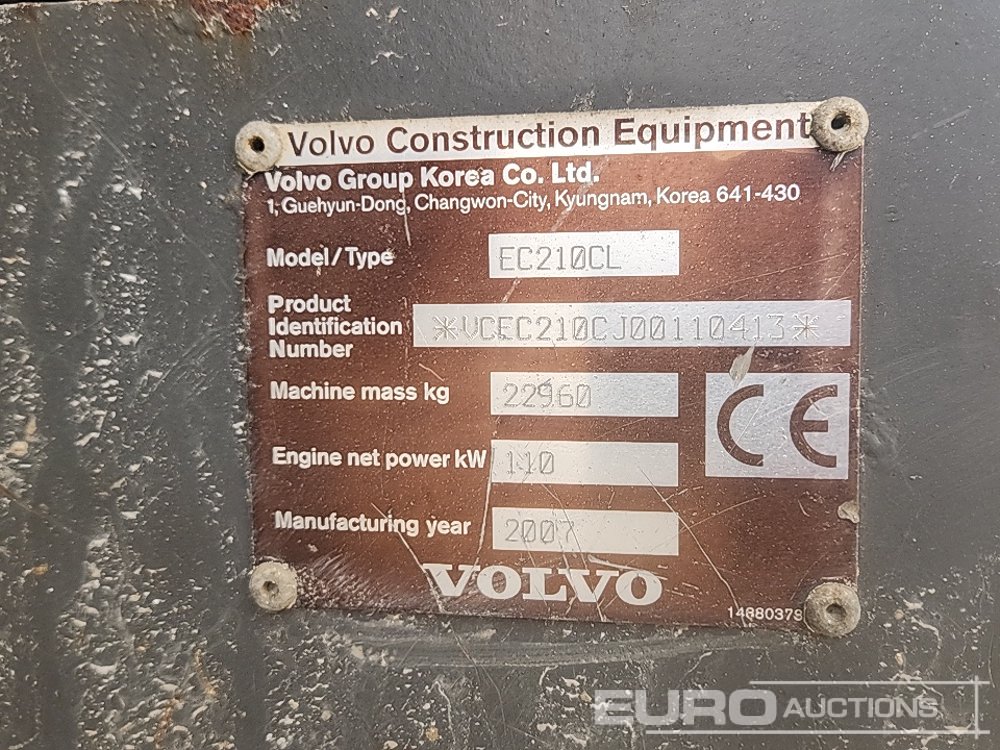 Volvo Construction Equipment
Volvo Group Korea Co. Ltd.
1, Guehyun-Dong, Changwon-City, Kyungnam, Korea 641-430
Model/Type EC210CL
Product
Identification
Number
*VCEC210CJ00110413*
Machine mass kg 22960
CE
Engine net power kW 110
Manufacturing year 2007
VOLVO
14880378
EURO AUCTIONS